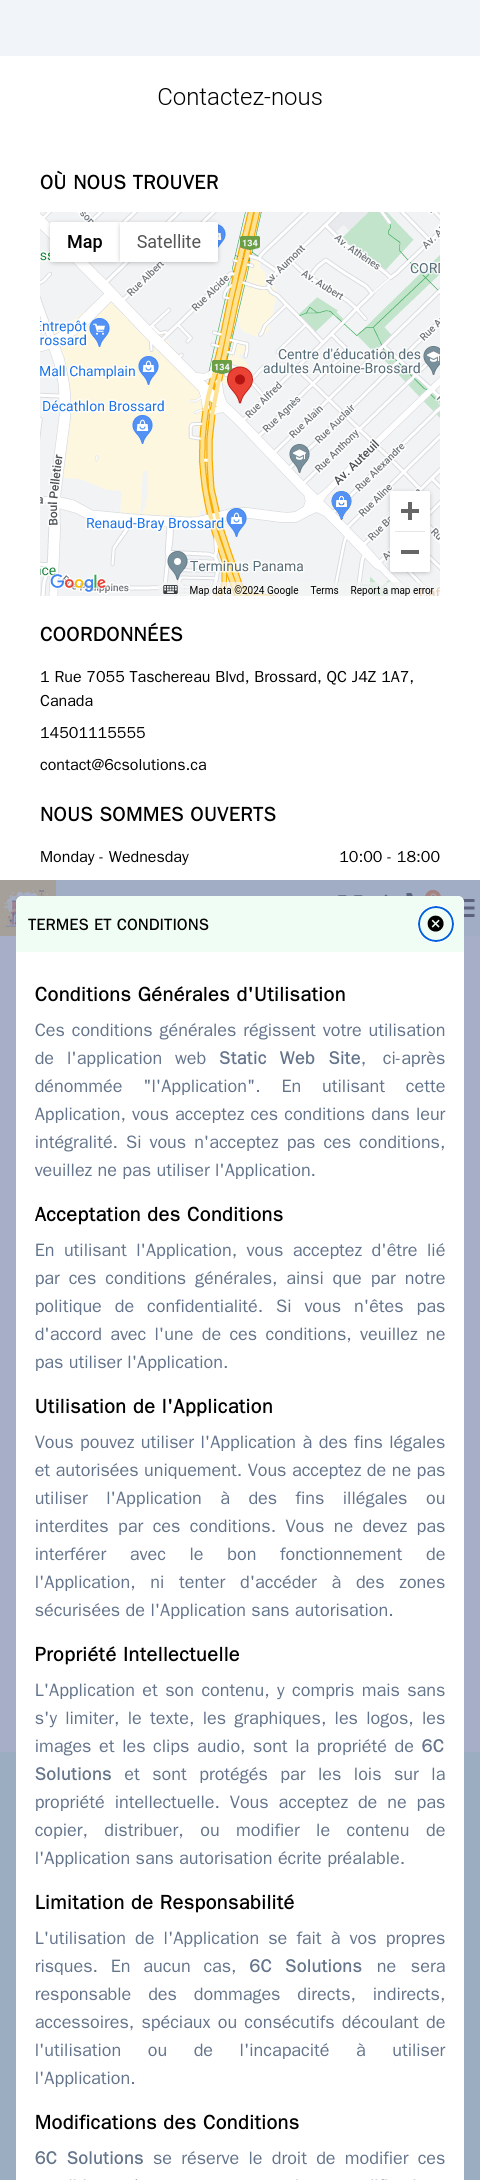 Contactez-nous
OÙ NOUS TROUVER
Map
Satellite
134
Av. Athènes
Av. Aumont
Rue Albert
Rue Alcide
Av. Aubert
Entrepôt
rossard
134
Centre d'éducation des
adultes Antoine-Brossard
Mall Champlain
Rue Alfred
Rue Agnès
Décathlon Brossard
Rue Alain
Rue Auclair
Rue Anthony
Av. Auteuil
Rue Alexandre
Rue Aline
Boul Pelletier
Renaud-Bray Brossard
Terminus Panama
Google
Map data ©2024 Google
Terms
Report a map error
COORDONNÉES
1 Rue 7055 Taschereau Blvd, Brossard, QC J4Z 1A7,
Canada
14501115555
contact@6csolutions.ca
NOUS SOMMES OUVERTS
Monday - Wednesday 10:00 - 18:00
TERMES ET CONDITIONS
Conditions Générales d'Utilisation
Ces conditions générales régissent votre utilisation
de l'application web Static Web Site, ci-après
dénommée "l'Application". En utilisant cette
Application, vous acceptez ces conditions dans leur
intégralité. Si vous n'acceptez pas ces conditions,
veuillez ne pas utiliser l'Application.
Acceptation des Conditions
En utilisant l'Application, vous acceptez d'être lié
par ces conditions générales, ainsi que par notre
politique de confidentialité. Si vous n'êtes pas
d'accord avec l'une de ces conditions, veuillez ne
pas utiliser l'Application.
Utilisation de l'Application
Vous pouvez utiliser l'Application à des fins légales
et autorisées uniquement. Vous acceptez de ne pas
utiliser l'Application à des fins illégales ou
interdites par ces conditions. Vous ne devez pas
interférer avec le bon fonctionnement de
l'Application, ni tenter d'accéder à des zones
sécurisées de l'Application sans autorisation.
Propriété Intellectuelle
L'Application et son contenu, y compris mais sans
s'y limiter, le texte, les graphiques, les logos, les
images et les clips audio, sont la propriété de 6C
Solutions et sont protégés par les lois sur la
propriété intellectuelle. Vous acceptez de ne pas
copier, distribuer, ou modifier le contenu de
l'Application sans autorisation écrite préalable.
Limitation de Responsabilité
L'utilisation de l'Application se fait à vos propres
risques. En aucun cas, 6C Solutions ne sera
responsable des dommages directs, indirects,
accessoires, spéciaux ou consécutifs découlant de
l'utilisation ou de l'incapacité à utiliser
l'Application.
Modifications des Conditions
6C Solutions se réserve le droit de modifier ces